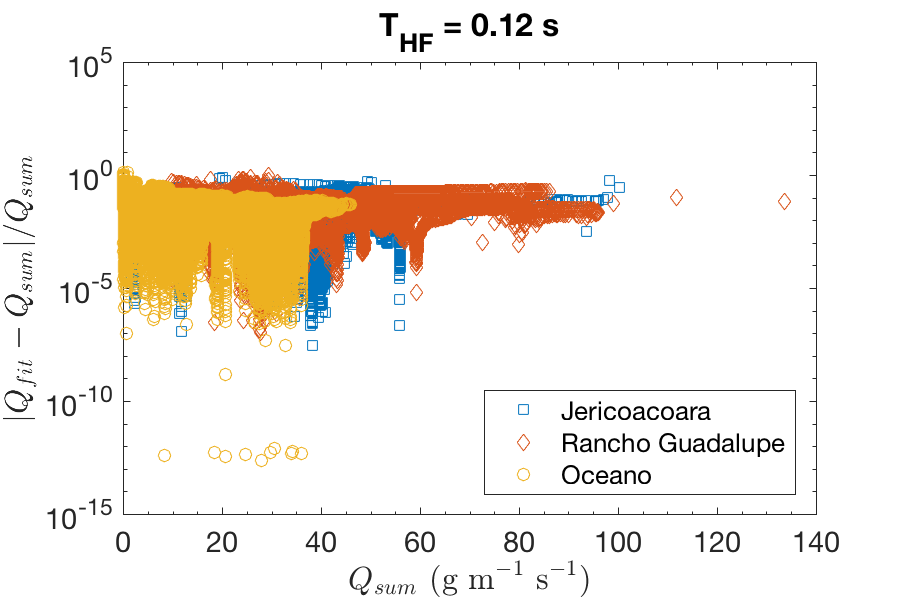 T_HF = 0.12 s
|Q_fit − Q_sum|/Q_sum
10^5
10^0
10^-5
10^-10
10^-15
0 20 40 60 80 100 120 140
Q_sum (g m^−1 s^−1)
Jericoacoara
Rancho Guadalupe
Oceano